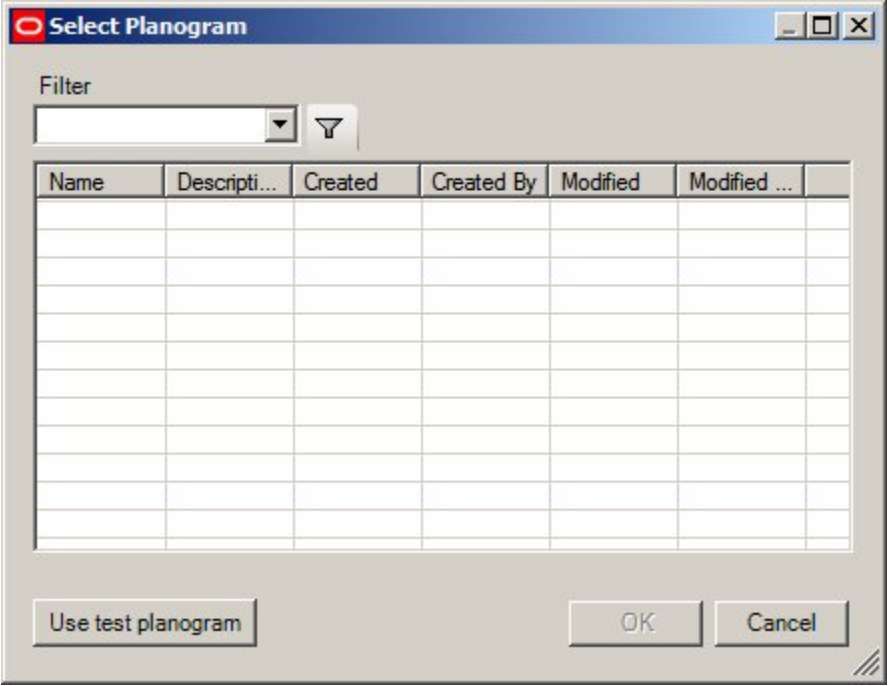 Select Planogram
Filter
Name Descripti... Created Created By Modified Modified ...
Use test planogram OK Cancel